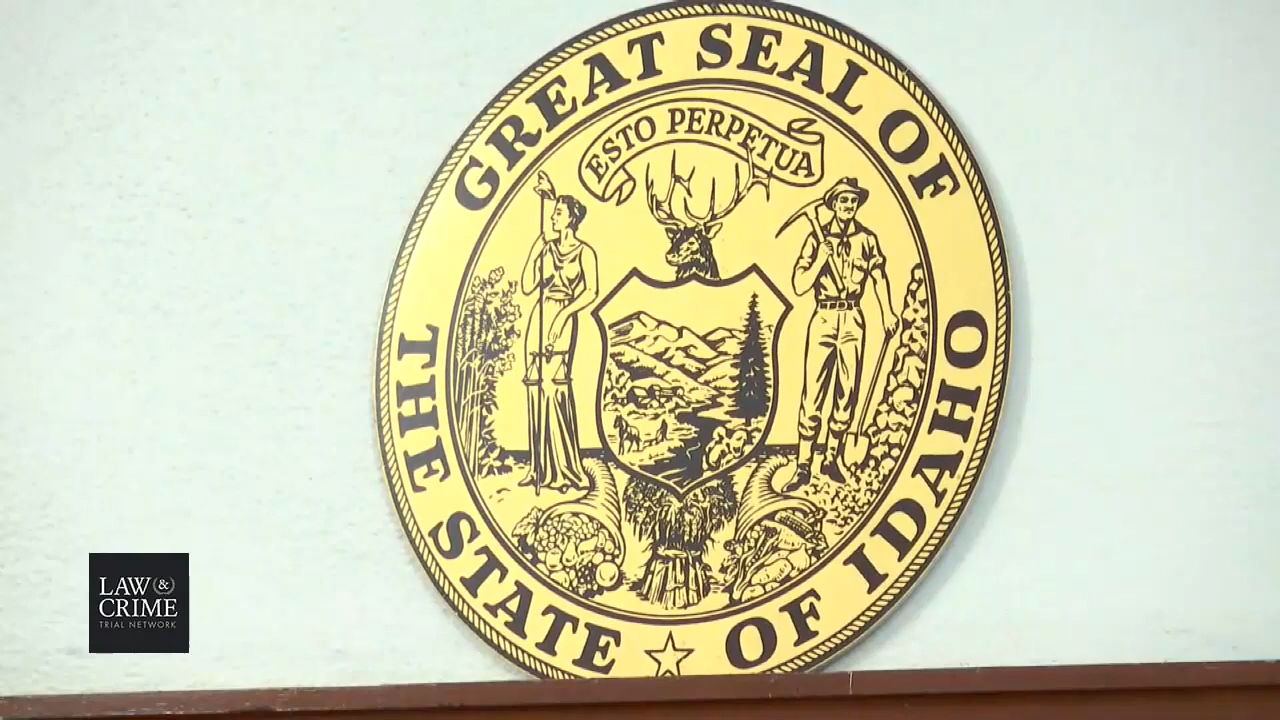 GREAT SEAL OF
THE STATE ☆ OF IDAHO
ESTO PERPETUA
LAW &
CRIME
TRIAL NETWORK